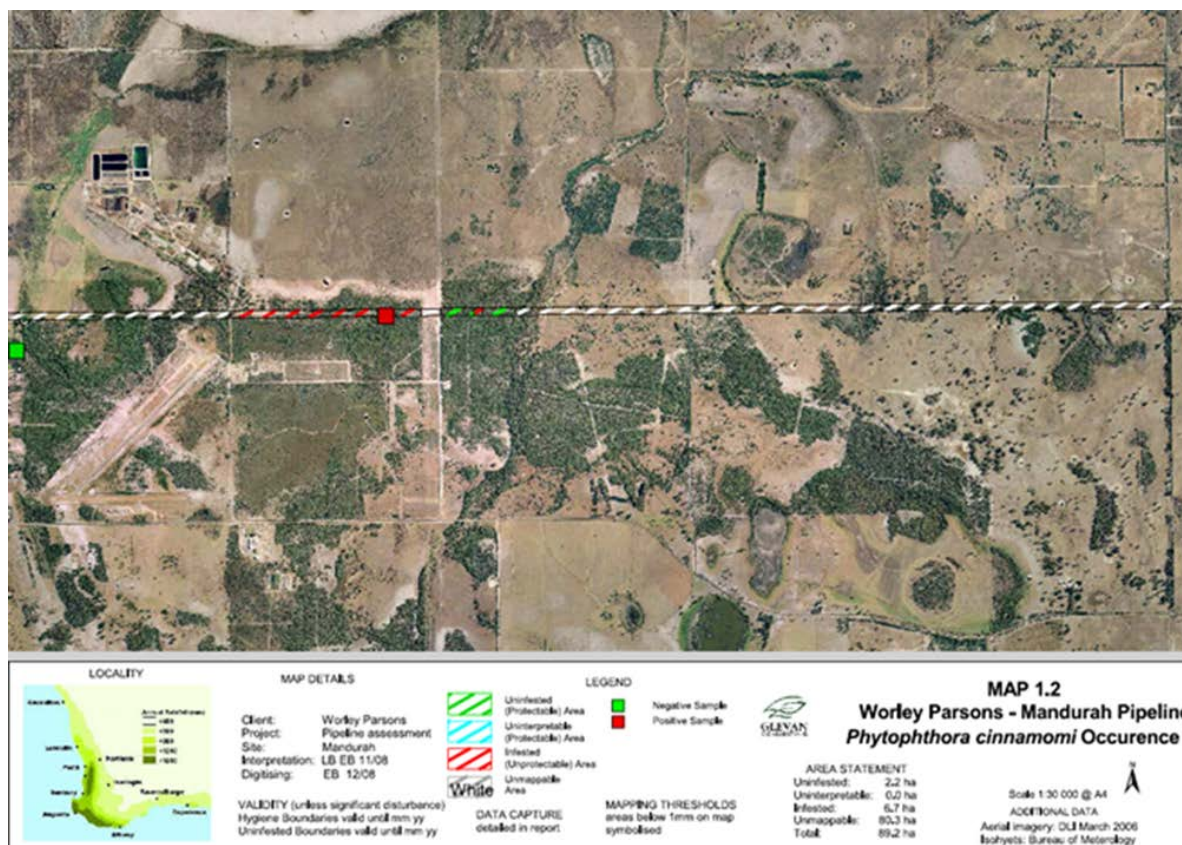 LOCALITY
Perth
Albany
MAP DETAILS
Client: Worley Parsons
Project: Pipeline assessment
Site: Mandurah
Interpretation: LB EB 11/08
Digitising: EB 12/08
VALIDITY (unless significant disturbance)
Hygiene Boundaries valid until mm yy
Uninfested Boundaries valid until mm yy
LEGEND
Uninfested
(Protectable) Area
Uninterpretable
(Protectable) Area
Infested
(Unprotectable) Area
White
Unmappable
Area
Negative Sample
Positive Sample
DATA CAPTURE
detailed in report
MAPPING THRESHOLDS
areas below 1mm on map
symbolised
GLEVAN
MAP 1.2
Worley Parsons - Mandurah Pipeline
Phytophthora cinnamomi Occurence
AREA STATEMENT
Uninfested: 2.2 ha
Uninterpretable: 0.0 ha
Infested: 6.7 ha
Unmappable: 80.3 ha
Total: 89.2 ha
N
Scale 1:30 000 @ A4
ADDITIONAL DATA
Aerial imagery: DLI March 2006
Isohyets: Bureau of Meterology